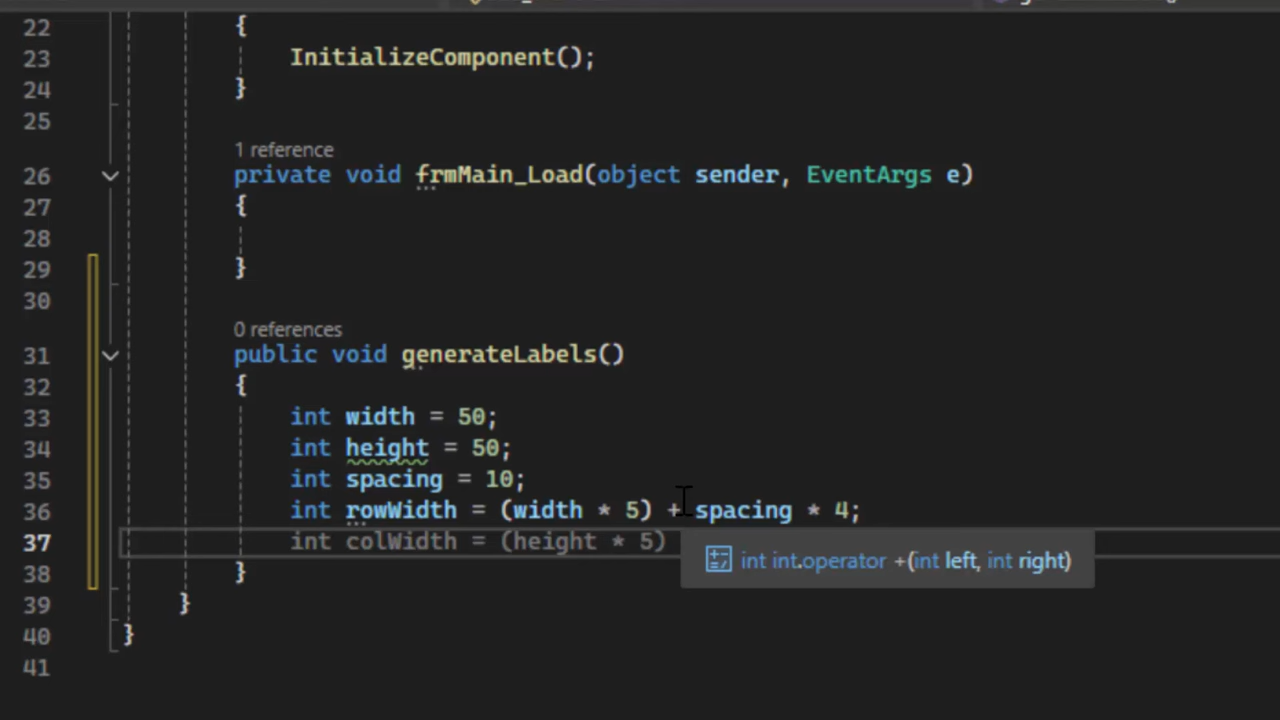 22 {
23 InitializeComponent();
24 }
25
1 reference
26 private void frmMain_Load(object sender, EventArgs e)
27 {
28
29 }
30
0 references
31 public void generateLabels()
32 {
33 int width = 50;
34 int height = 50;
35 int spacing = 10;
36 int rowWidth = (width * 5) + spacing * 4;
37 int colWidth = (height * 5)
int int.operator +(int left, int right)
38 }
39 }
40 }
41